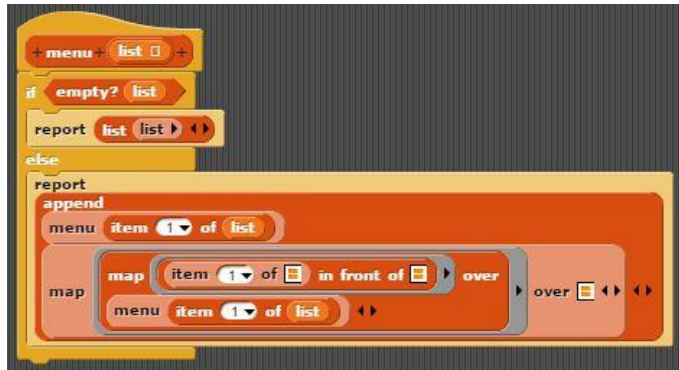 + menu + list +
if empty? list
report list list
else
report
append
menu item 1 of list
map item 1 of in front of over
map over
menu item 1 of list